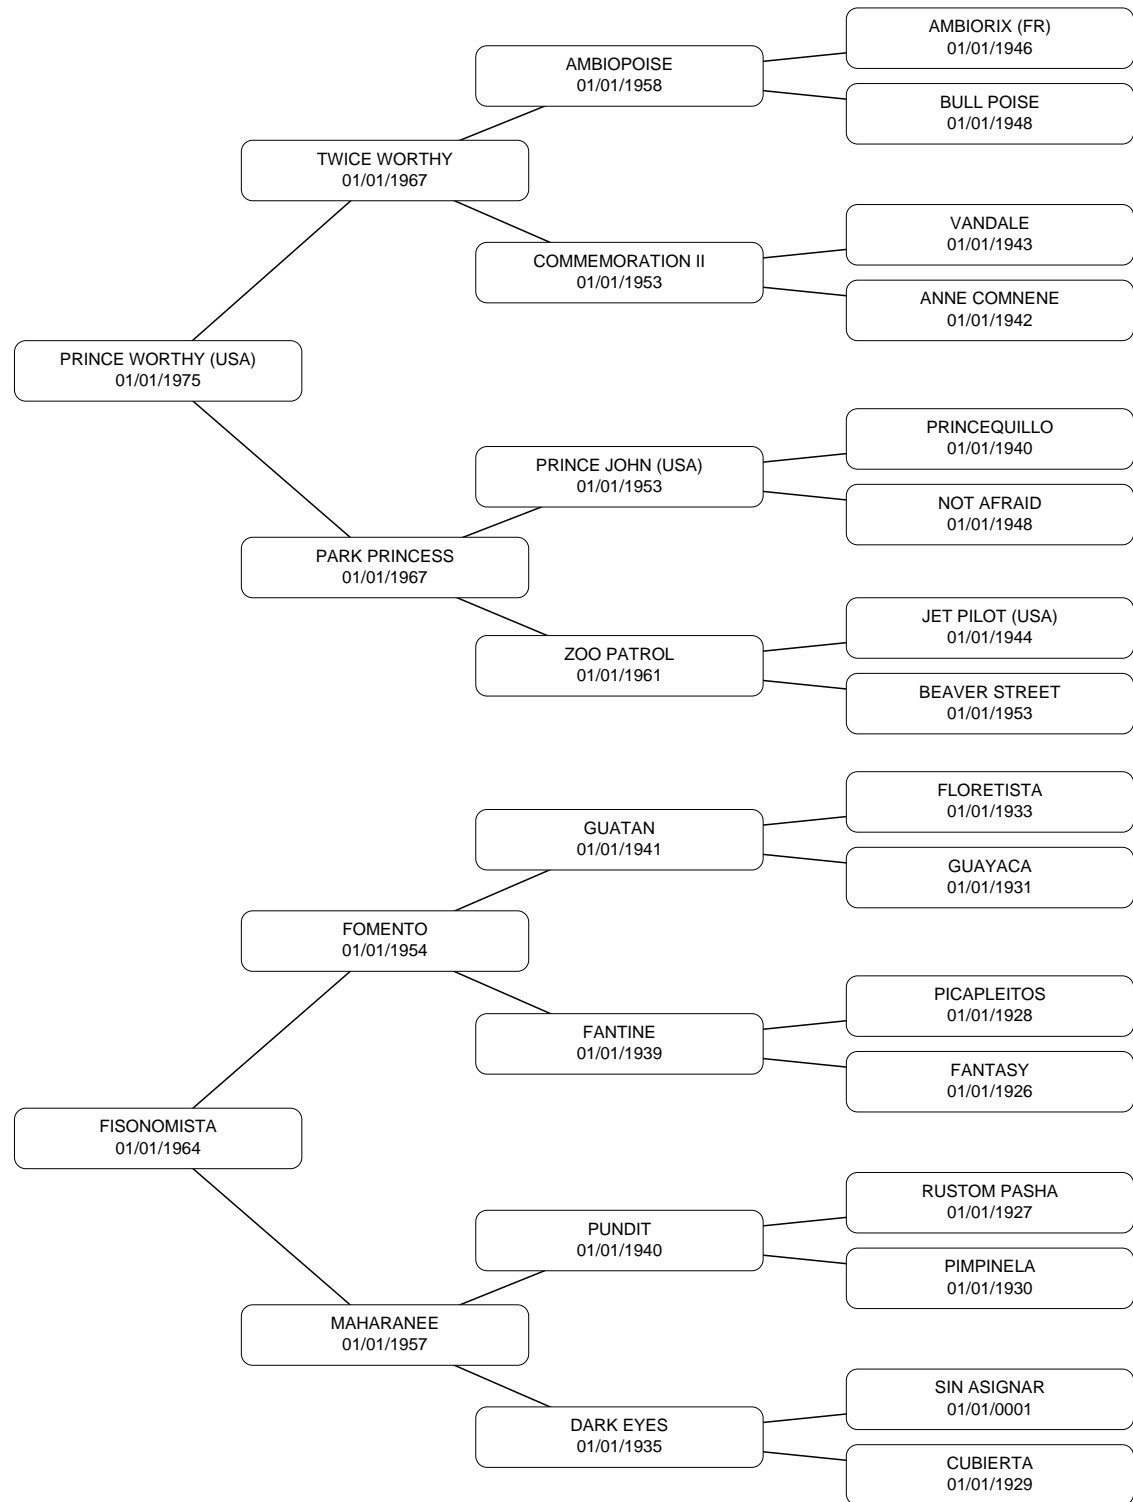 AMBIORIX (FR)
01/01/1946
AMBIOPOISE
01/01/1958
BULL POISE
01/01/1948
TWICE WORTHY
01/01/1967
VANDALE
01/01/1943
COMMEMORATION II
01/01/1953
ANNE COMNENE
01/01/1942
PRINCE WORTHY (USA)
01/01/1975
PRINCEQUILLO
01/01/1940
PRINCE JOHN (USA)
01/01/1953
NOT AFRAID
01/01/1948
PARK PRINCESS
01/01/1967
JET PILOT (USA)
01/01/1944
ZOO PATROL
01/01/1961
BEAVER STREET
01/01/1953
FLORETISTA
01/01/1933
GUATAN
01/01/1941
GUAYACA
01/01/1931
FOMENTO
01/01/1954
PICAPLEITOS
01/01/1928
FANTINE
01/01/1939
FANTASY
01/01/1926
FISONOMISTA
01/01/1964
RUSTOM PASHA
01/01/1927
PUNDIT
01/01/1940
PIMPINELA
01/01/1930
MAHARANEE
01/01/1957
SIN ASIGNAR
01/01/0001
DARK EYES
01/01/1935
CUBIERTA
01/01/1929